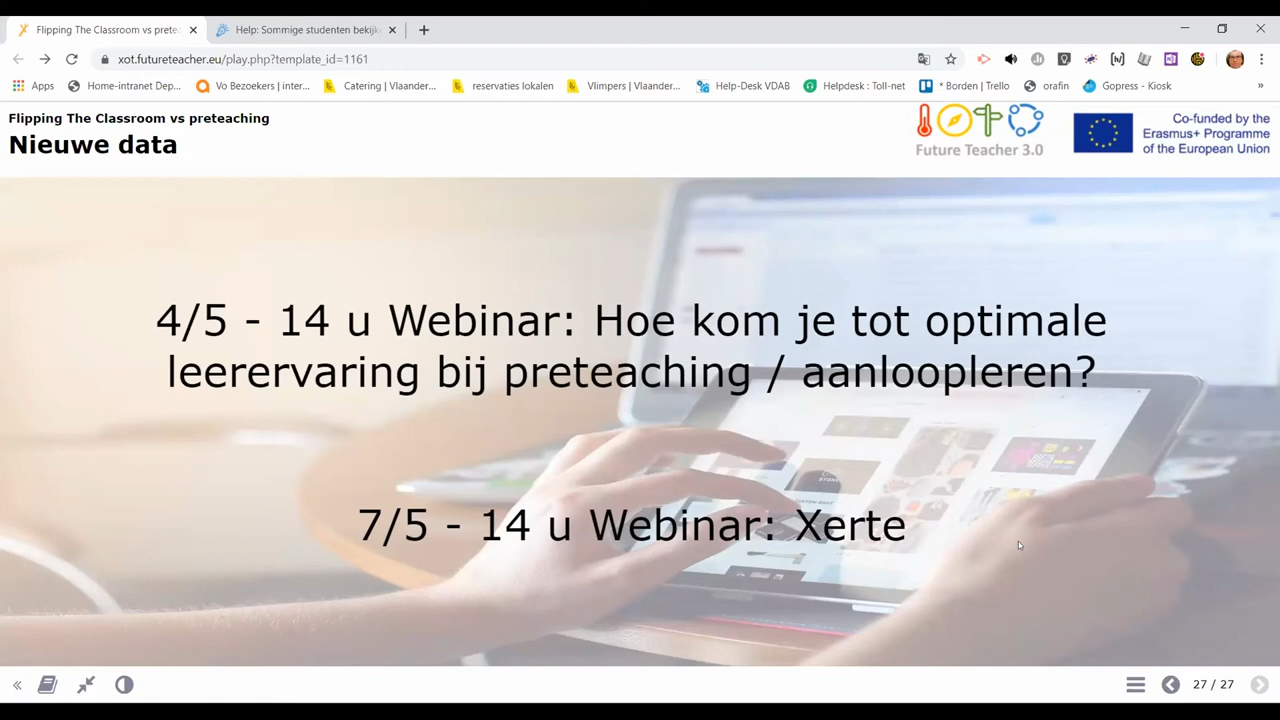 Flipping The Classroom vs prete
Help: Sommige studenten bekijk
xot.futureteacher.eu/play.php?template_id=1161
Apps
Home-intranet Dep...
Vo Bezoekers | inter...
Catering | Vlaander...
reservaties lokalen
Vlimpers | Vlaander...
Help-Desk VDAB
Helpdesk : Toll-net
* Borden | Trello
orafin
Gopress - Kiosk
Flipping The Classroom vs preteaching
Nieuwe data
Future Teacher 3.0
Co-funded by the
Erasmus+ Programme
of the European Union
4/5 - 14 u Webinar: Hoe kom je tot optimale
leerervaring bij preteaching / aanloopleren?
7/5 - 14 u Webinar: Xerte
27 / 27